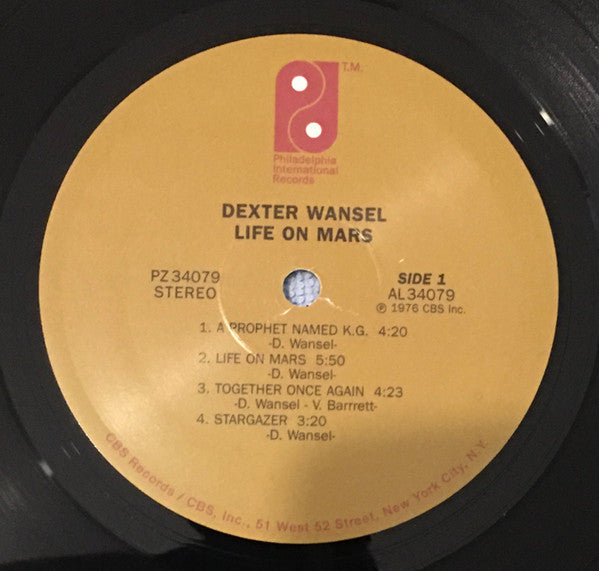 T.M.
Philadelphia
International
Records
DEXTER WANSEL
LIFE ON MARS
PZ 34079
STEREO
SIDE 1
AL 34079
℗ 1976 CBS Inc.
1. A PROPHET NAMED K.G. 4:20
-D. Wansel-
2. LIFE ON MARS 5:50
-D. Wansel-
3. TOGETHER ONCE AGAIN 4:23
-D. Wansel - V. Barrrett-
4. STARGAZER 3:20
-D. Wansel-
CBS Records / CBS, Inc., 51 West 52 Street, New York City, N.Y.